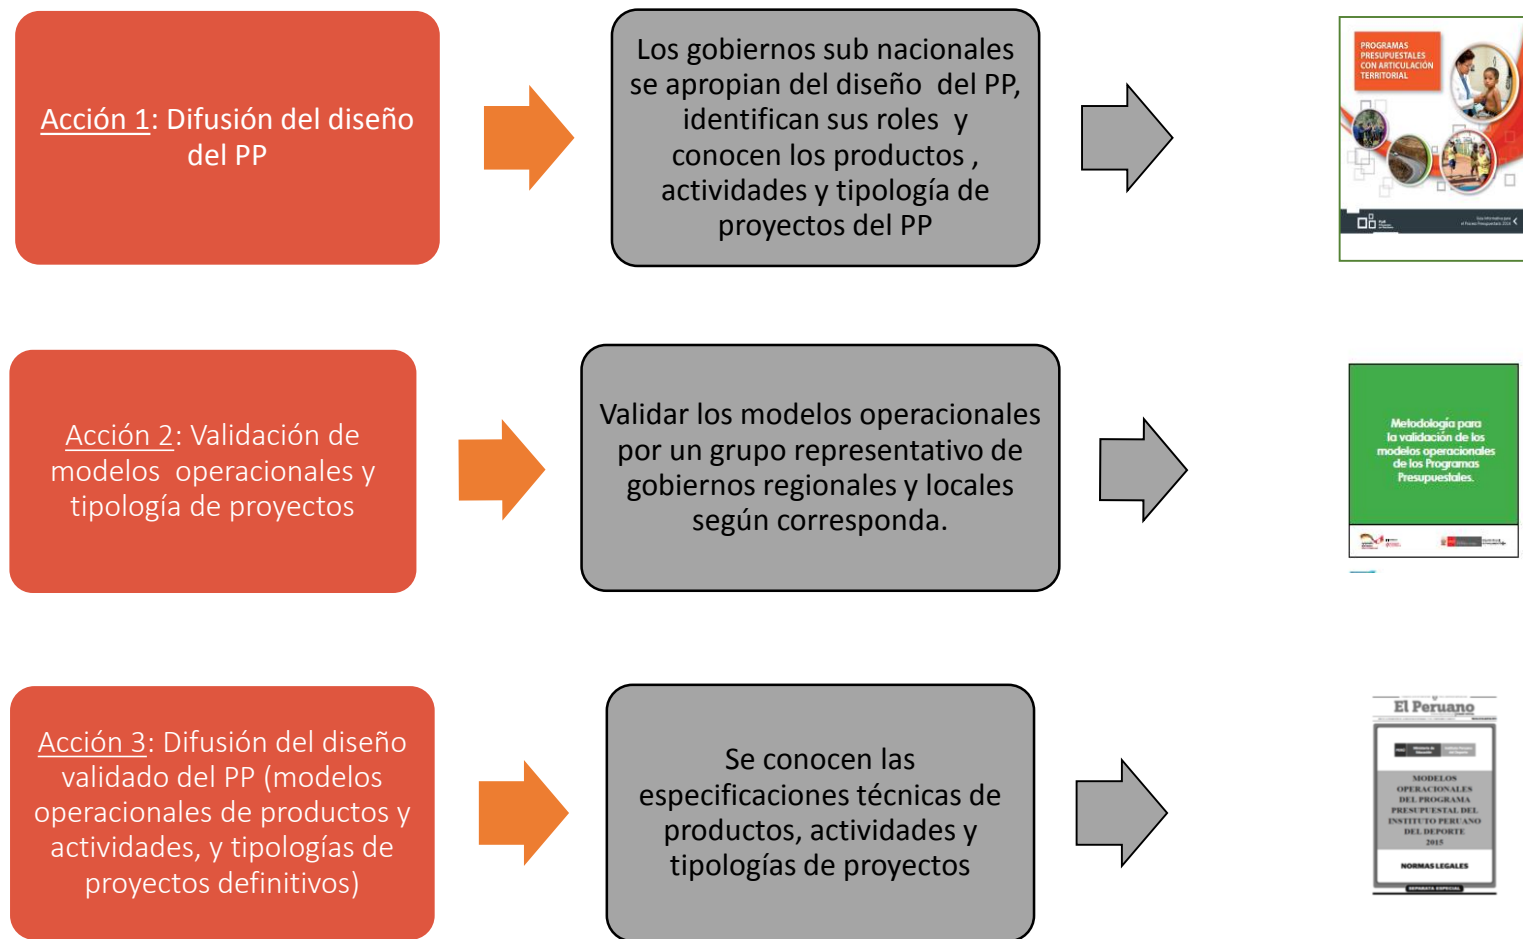 Acción 1: Difusión del diseño
del PP
Los gobiernos sub nacionales
se apropian del diseño del PP,
identifican sus roles y
conocen los productos ,
actividades y tipología de
proyectos del PP
PROGRAMAS
PRESUPUESTALES
CON ARTICULACIÓN
TERRITORIAL
Acción 2: Validación de
modelos operacionales y
tipología de proyectos
Validar los modelos operacionales
por un grupo representativo de
gobiernos regionales y locales
según corresponda.
Metodología para
la validación de los
modelos operacionales
de los Programas
Presupuestales.
Acción 3: Difusión del diseño
validado del PP (modelos
operacionales de productos y
actividades, y tipologías de
proyectos definitivos)
Se conocen las
especificaciones técnicas de
productos, actividades y
tipologías de proyectos
El Peruano
MODELOS
OPERACIONALES
DEL PROGRAMA
PRESUPUESTAL DEL
INSTITUTO PERUANO
DEL DEPORTE
2015
NORMAS LEGALES
SEPARATA ESPECIAL